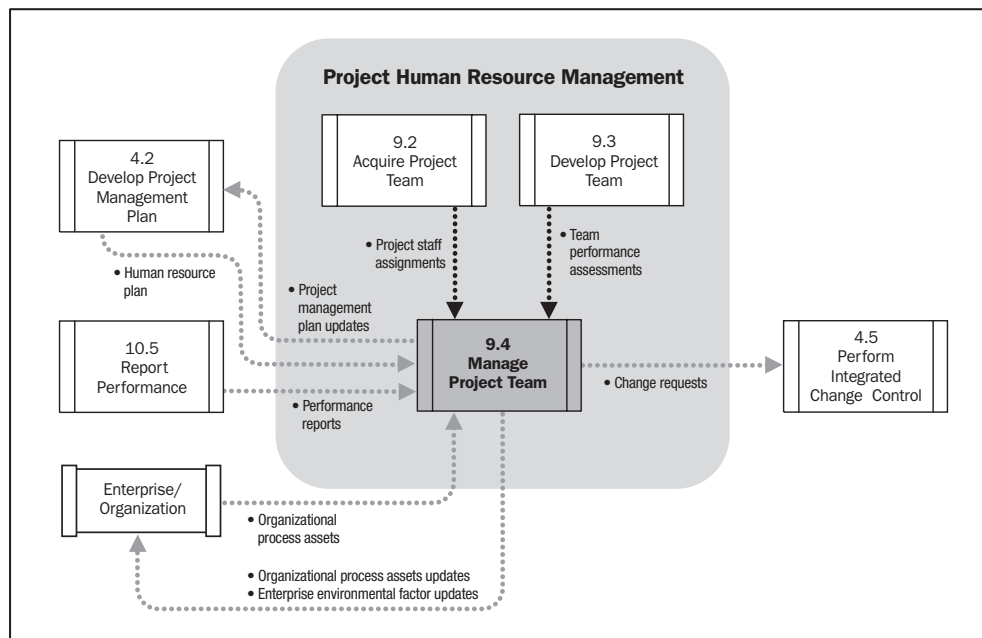 Project Human Resource Management
9.2
Acquire Project
Team
9.3
Develop Project
Team
4.2
Develop Project
Management
Plan
• Project staff
assignments
• Team
performance
assessments
• Human resource
plan
• Project
management
plan updates
10.5
Report
Performance
9.4
Manage
Project Team
4.5
Perform
Integrated
Change Control
• Change requests
• Performance
reports
Enterprise/
Organization
• Organizational
process assets
• Organizational process assets updates
• Enterprise environmental factor updates